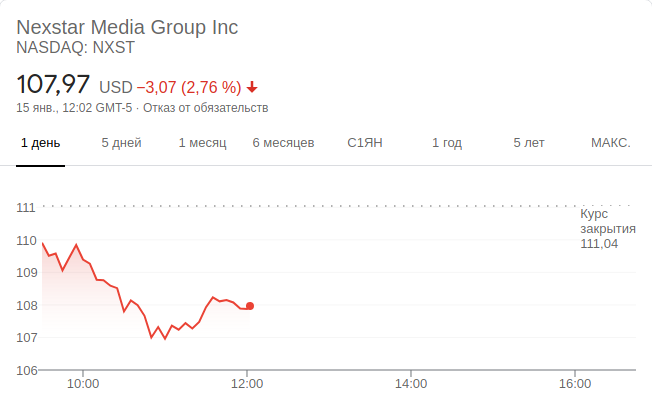 Nexstar Media Group Inc
NASDAQ: NXST
107,97 USD −3,07 (2,76 %)
15 янв., 12:02 GMT-5 · Отказ от обязательств
1 день 5 дней 1 месяц 6 месяцев С1ЯН 1 год 5 лет МАКС.
111
Курс
закрытия
111,04
110
109
108
107
106
10:00 12:00 14:00 16:00